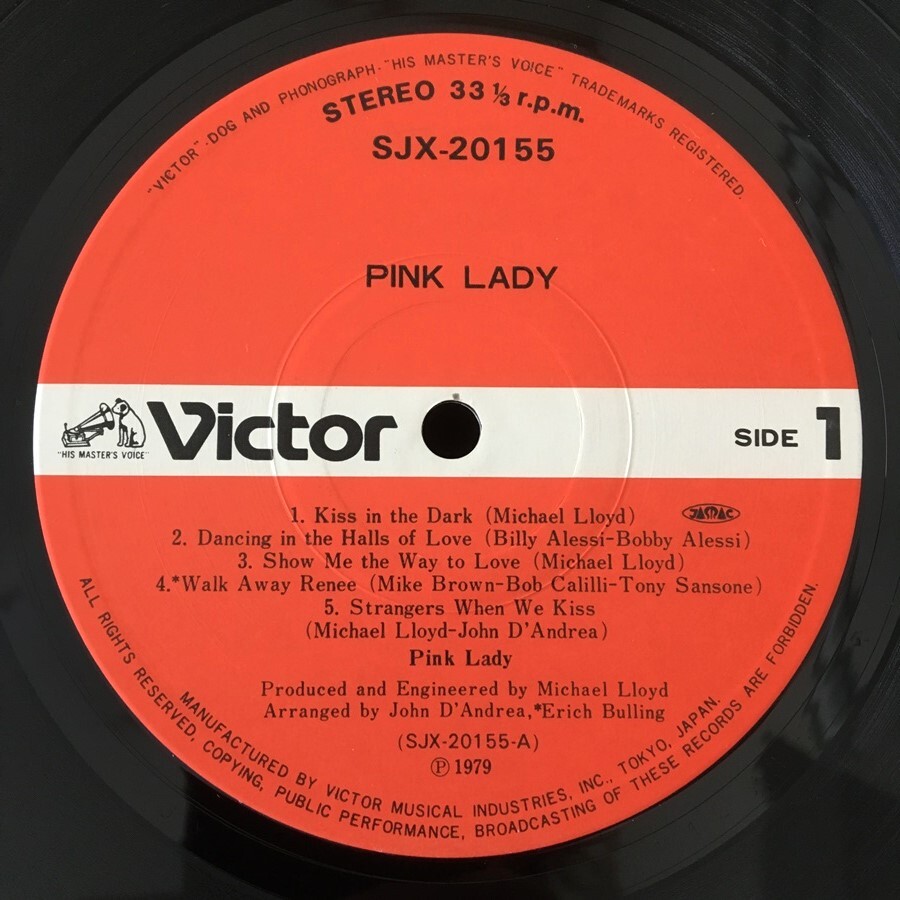 "VICTOR"·DOG AND PHONOGRAPH·"HIS MASTER'S VOICE" TRADEMARKS REGISTERED.
STEREO 33 1/3 r.p.m.
SJX-20155
PINK LADY
"HIS MASTER'S VOICE"
Victor
SIDE 1
1. Kiss in the Dark (Michael Lloyd)
JASRAC
2. Dancing in the Halls of Love (Billy Alessi-Bobby Alessi)
3. Show Me the Way to Love (Michael Lloyd)
4.*Walk Away Renee (Mike Brown-Bob Calilli-Tony Sansone)
5. Strangers When We Kiss
(Michael Lloyd-John D'Andrea)
Pink Lady
Produced and Engineered by Michael Lloyd
Arranged by John D'Andrea,*Erich Bulling
(SJX-20155-A)
Ⓟ 1979
MANUFACTURED BY VICTOR MUSICAL INDUSTRIES, INC., TOKYO, JAPAN.
ALL RIGHTS RESERVED, COPYING, PUBLIC PERFORMANCE, BROADCASTING OF THESE RECORDS ARE FORBIDDEN.